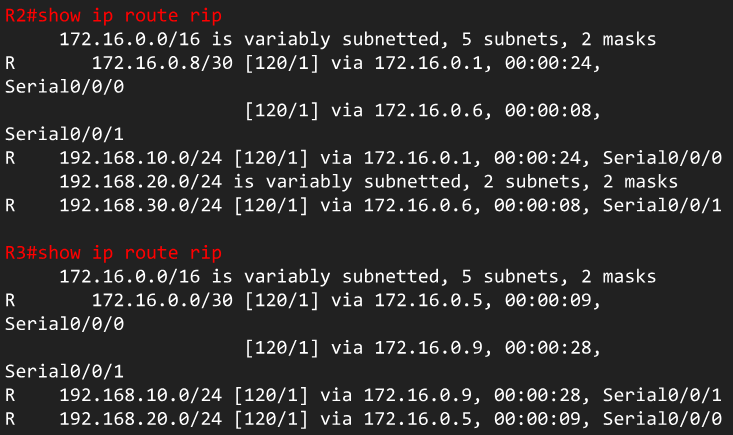 R2#show ip route rip
     172.16.0.0/16 is variably subnetted, 5 subnets, 2 masks
R       172.16.0.8/30 [120/1] via 172.16.0.1, 00:00:24,
Serial0/0/0
                      [120/1] via 172.16.0.6, 00:00:08,
Serial0/0/1
R    192.168.10.0/24 [120/1] via 172.16.0.1, 00:00:24, Serial0/0/0
     192.168.20.0/24 is variably subnetted, 2 subnets, 2 masks
R    192.168.30.0/24 [120/1] via 172.16.0.6, 00:00:08, Serial0/0/1
R3#show ip route rip
     172.16.0.0/16 is variably subnetted, 5 subnets, 2 masks
R       172.16.0.0/30 [120/1] via 172.16.0.5, 00:00:09,
Serial0/0/0
                      [120/1] via 172.16.0.9, 00:00:28,
Serial0/0/1
R    192.168.10.0/24 [120/1] via 172.16.0.9, 00:00:28, Serial0/0/1
R    192.168.20.0/24 [120/1] via 172.16.0.5, 00:00:09, Serial0/0/0